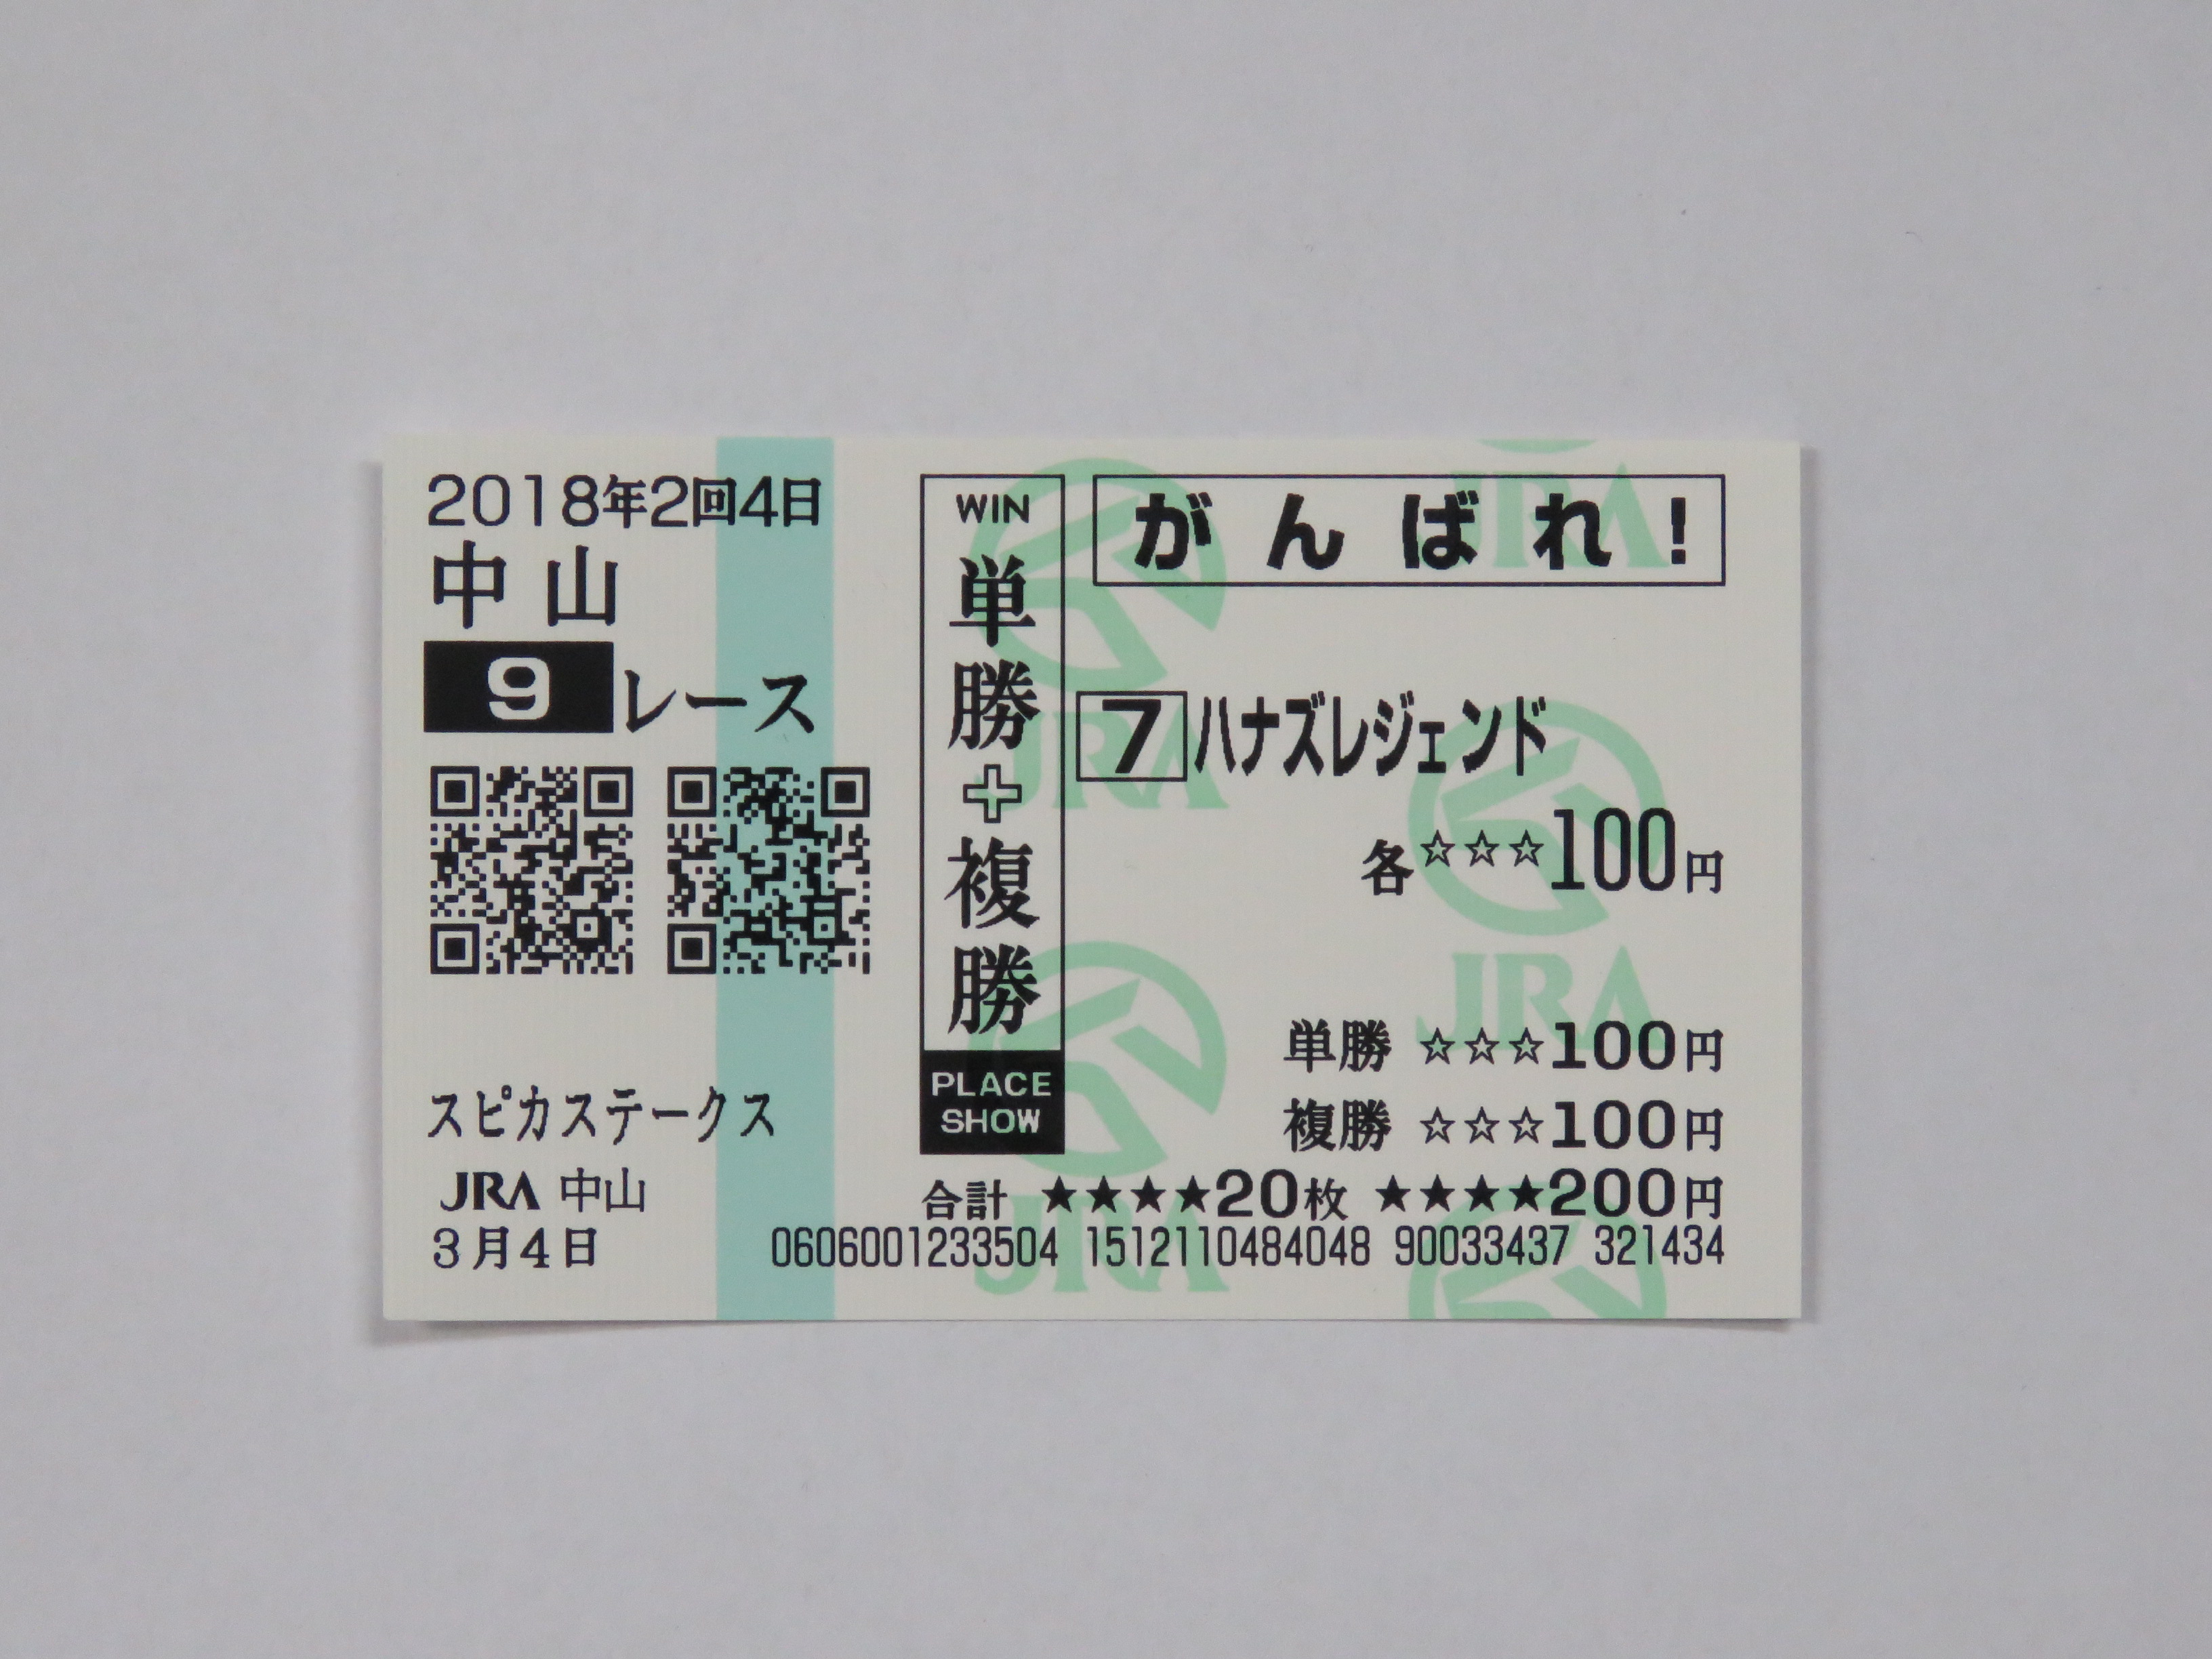 2018年2回4日
中山
9レース
スピカステークス
JRA 中山
3月4日
WIN
単勝+複勝
PLACE
SHOW
がんばれ!
7 ハナズレジェンド
各☆☆☆100円
単勝 ☆☆☆100円
複勝 ☆☆☆100円
合計 ★★★★20枚 ★★★★200円
0606001233504 1512110484048 90033437 321434
JRA
JRA
JRA
JRA